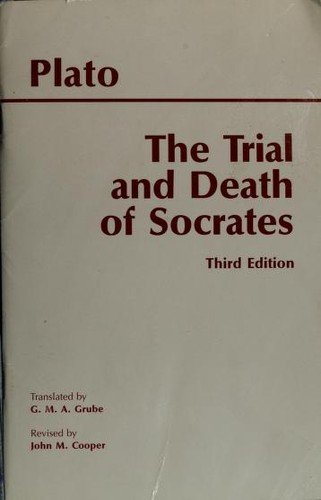 Plato
The Trial
and Death
of Socrates
Third Edition
Translated by
G. M. A. Grube
Revised by
John M. Cooper